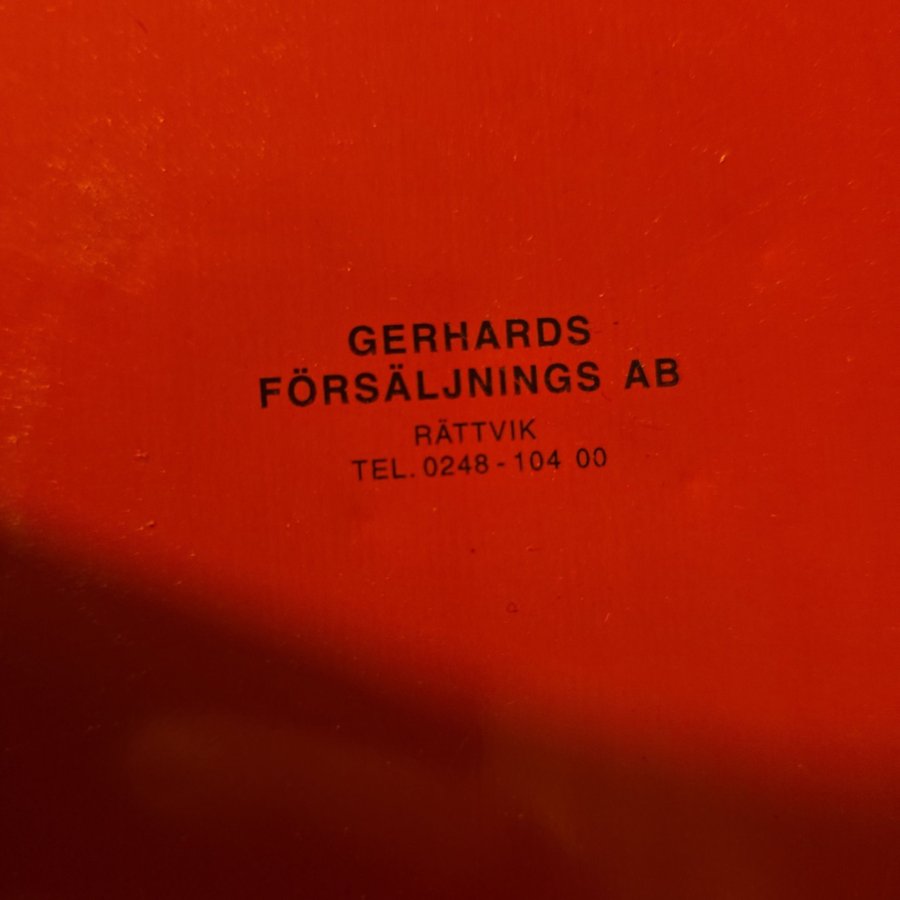 GERHARDS
FÖRSÄLJNINGS AB
RÄTTVIK
TEL. 0248-104 00